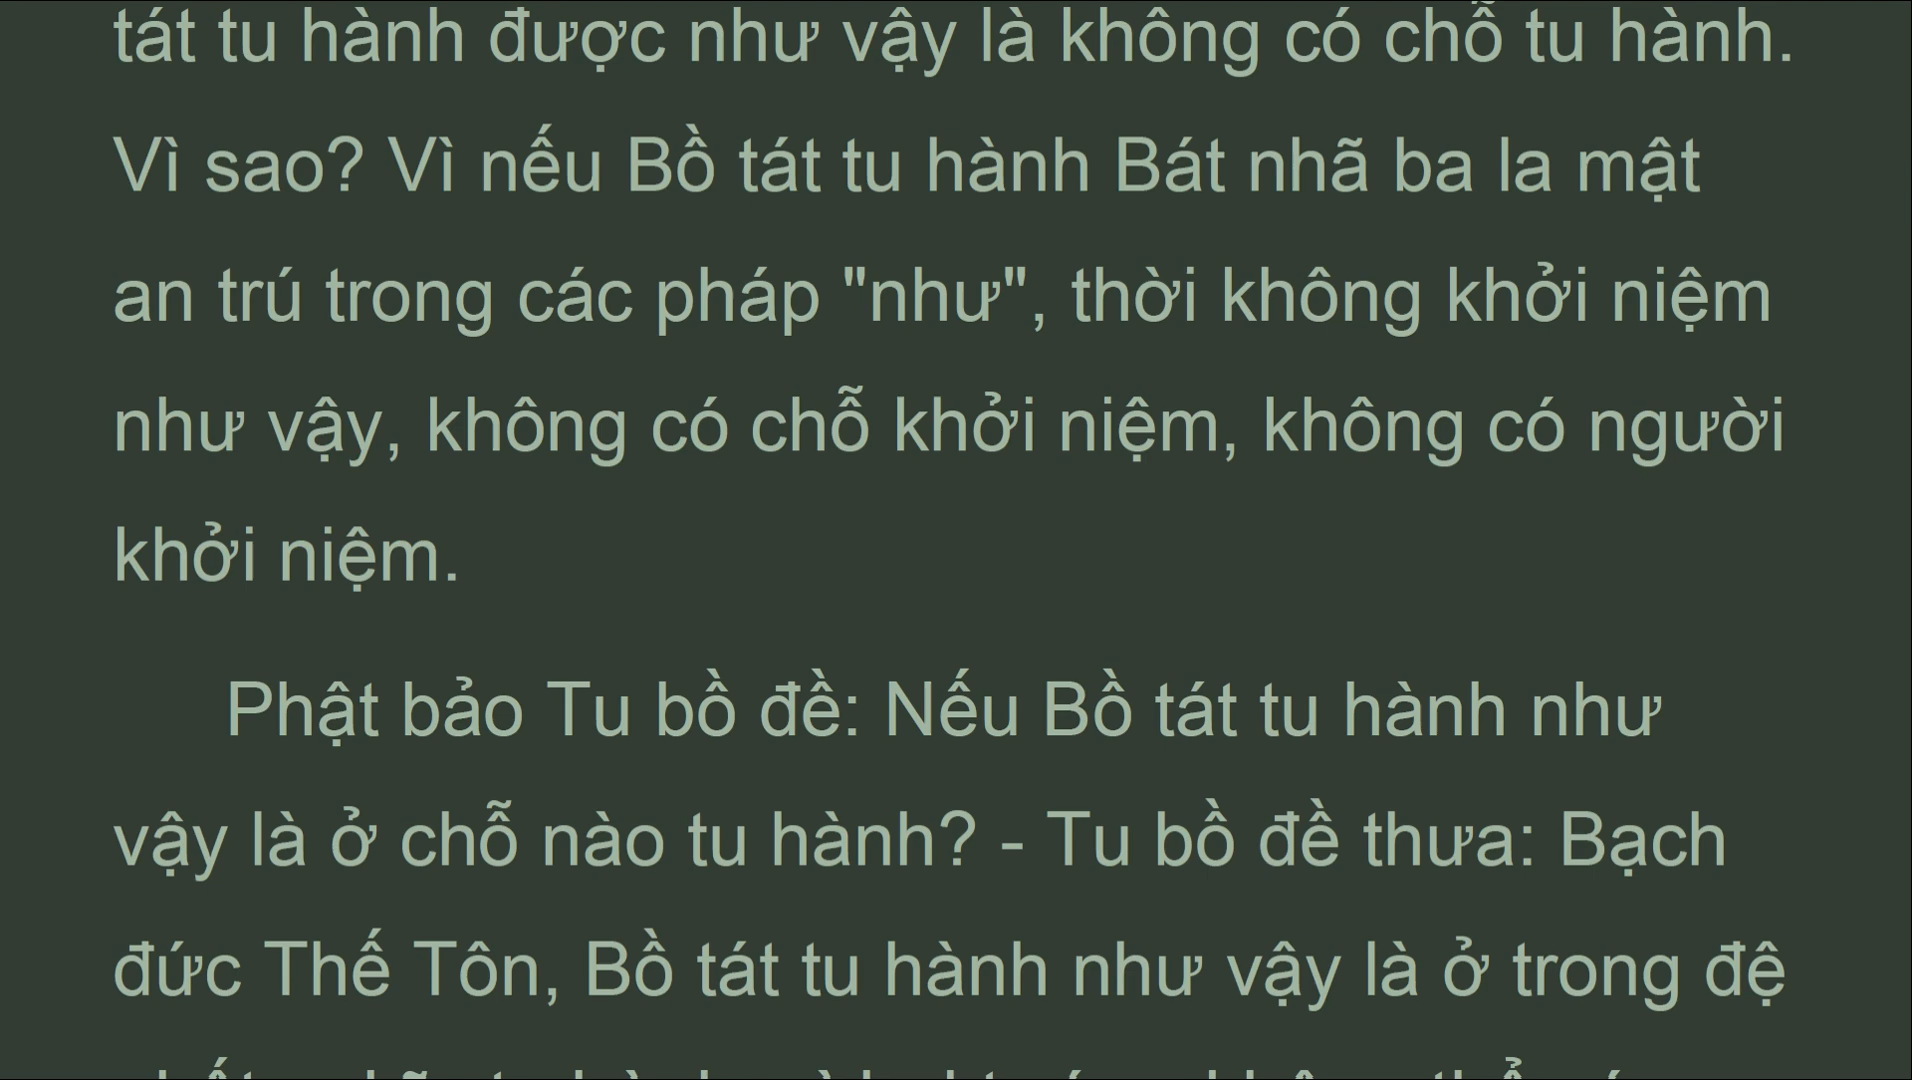 tát tu hành được như vậy là không có chỗ tu hành.
Vì sao? Vì nếu Bồ tát tu hành Bát nhã ba la mật
an trú trong các pháp "như", thời không khởi niệm
như vậy, không có chỗ khởi niệm, không có người
khởi niệm.
Phật bảo Tu bồ đề: Nếu Bồ tát tu hành như
vậy là ở chỗ nào tu hành? - Tu bồ đề thưa: Bạch
đức Thế Tôn, Bồ tát tu hành như vậy là ở trong đệ